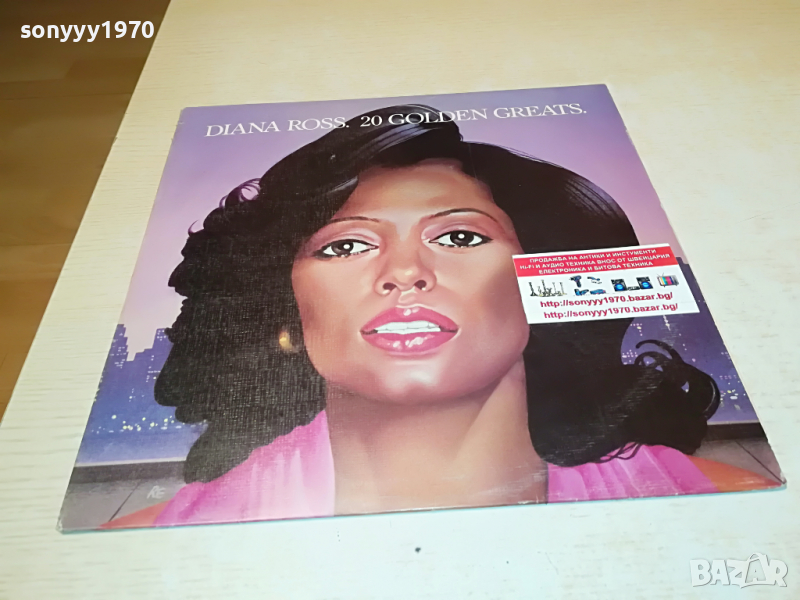 sonyyy1970
DIANA ROSS. 20 GOLDEN GREATS.
ПРОДАЖБА НА АНТИКИ И ИНСТУМЕНТИ
Hi-Fi И АУДИО ТЕХНИКА ВНОС ОТ ШВЕЙЦАРИЯ
ЕЛЕКТРОНИКА И БИТОВА ТЕХНИКА
http://sonyyy1970.bazar.bg/
http://sonyyy1970.bazar.bg/
BAZAR